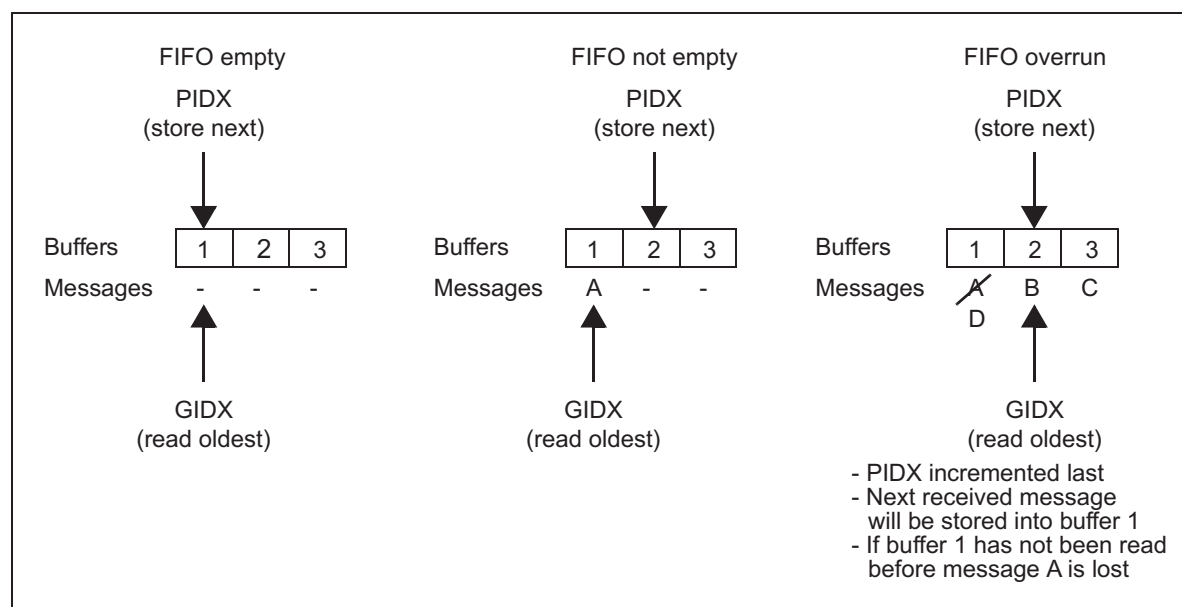 FIFO empty
PIDX
(store next)
Buffers 1 2 3
Messages - - -
GIDX
(read oldest)
FIFO not empty
PIDX
(store next)
Buffers 1 2 3
Messages A - -
GIDX
(read oldest)
FIFO overrun
PIDX
(store next)
Buffers 1 2 3
Messages A B C
D
GIDX
(read oldest)
- PIDX incremented last
- Next received message
will be stored into buffer 1
- If buffer 1 has not been read
before message A is lost